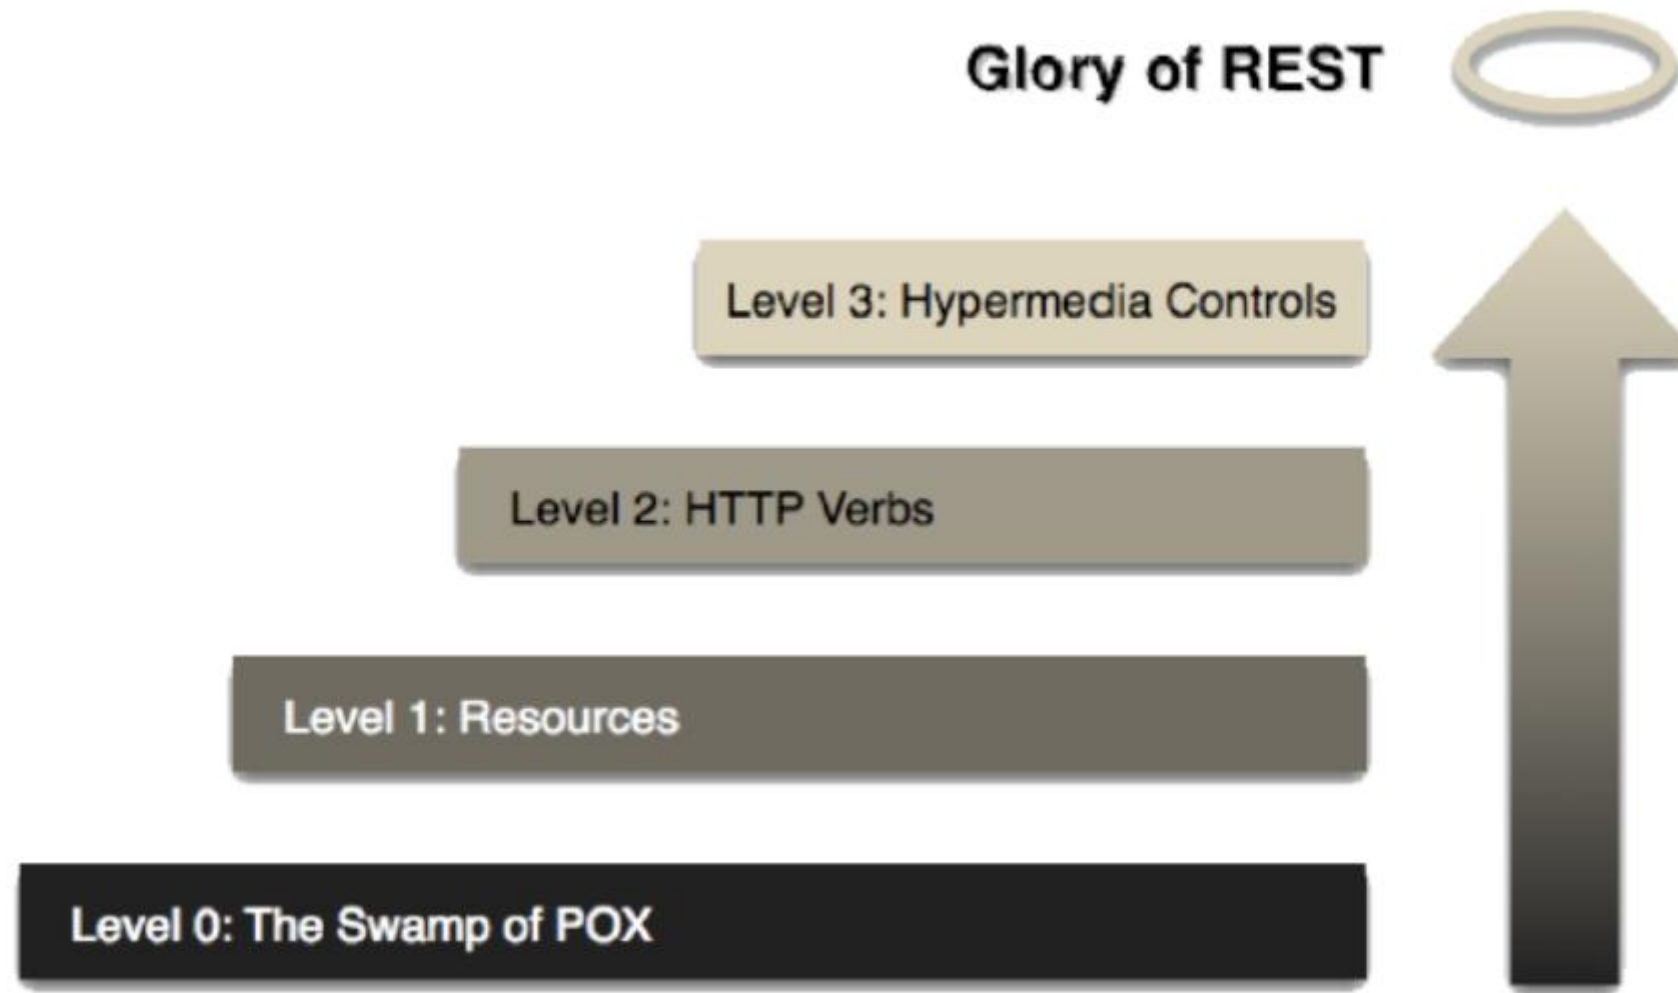 Glory of REST
Level 3: Hypermedia Controls
Level 2: HTTP Verbs
Level 1: Resources
Level 0: The Swamp of POX